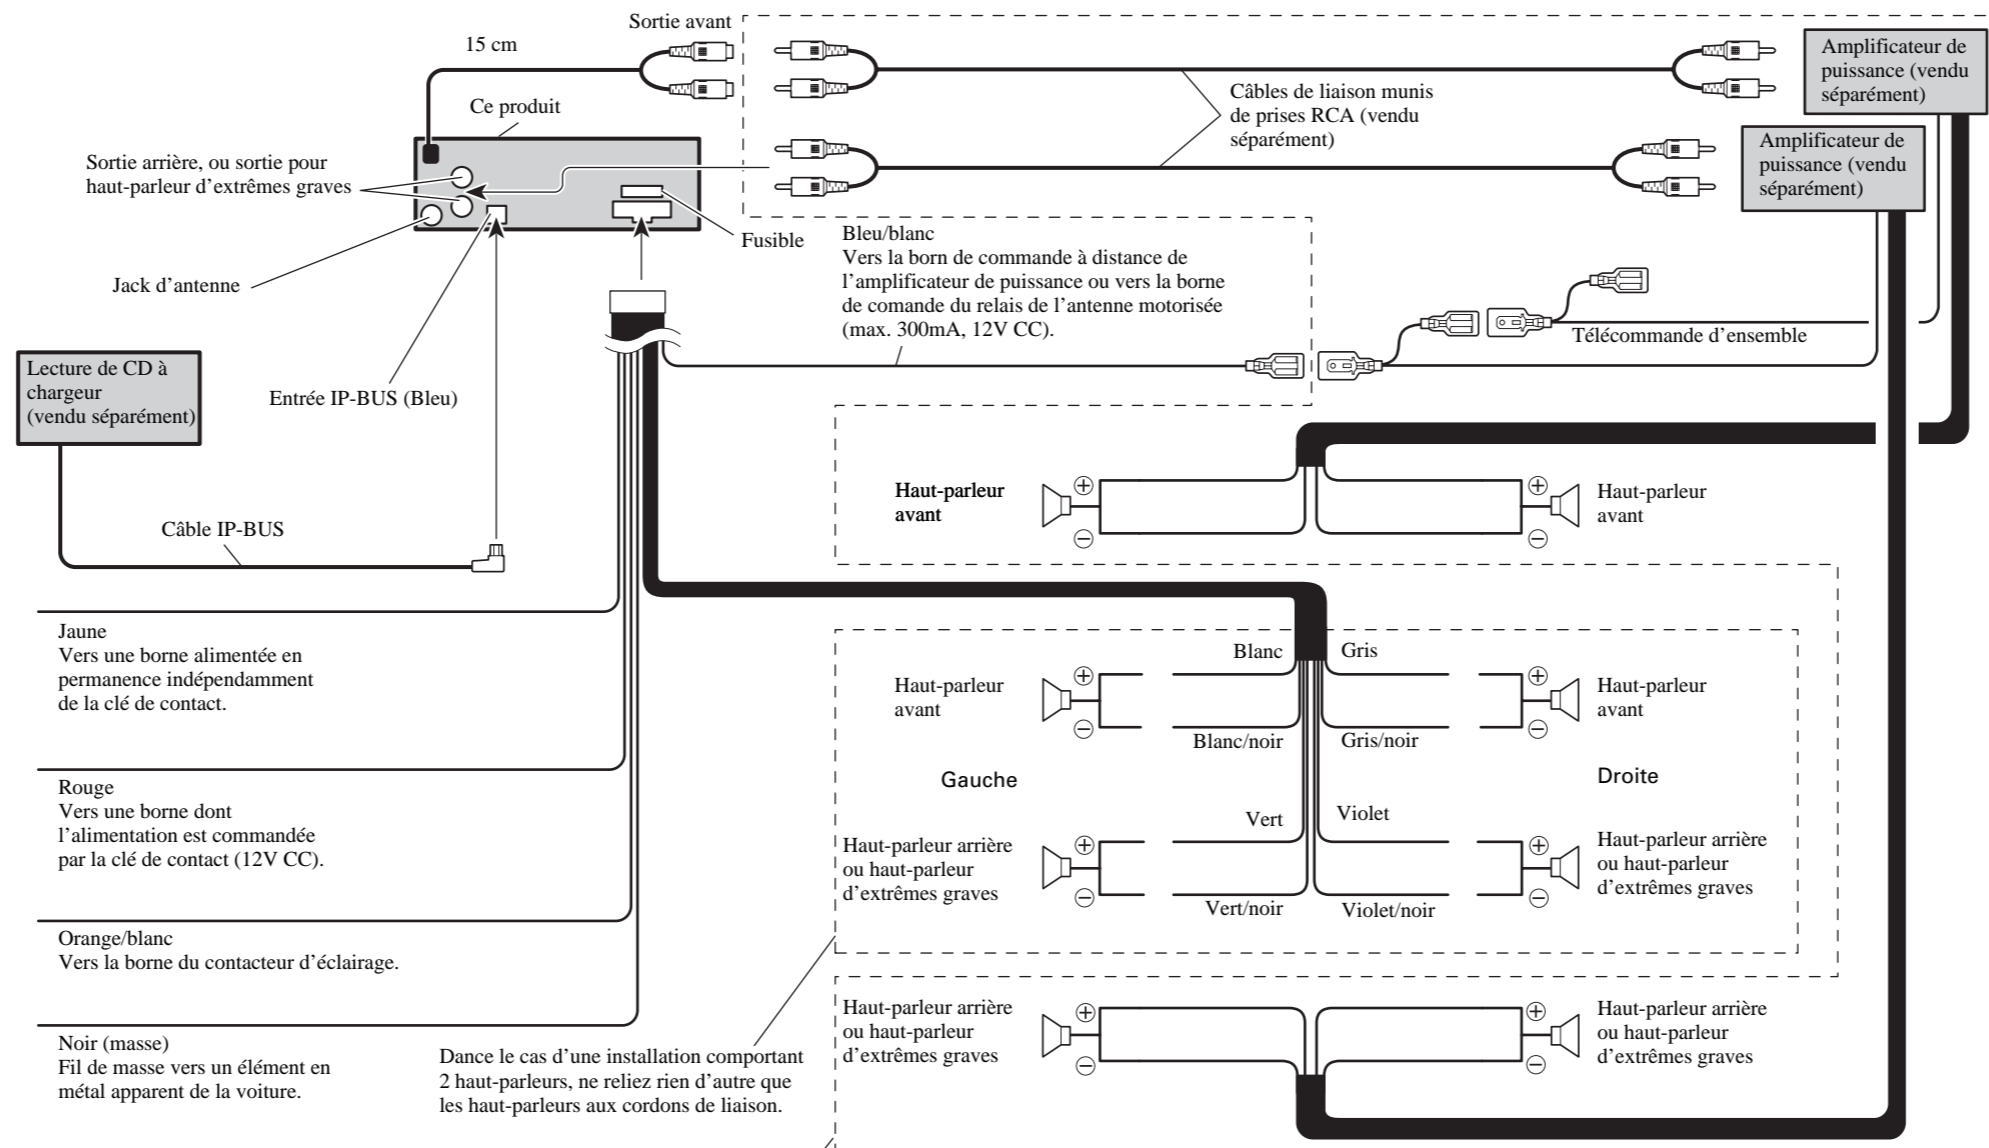 Sortie avant
15 cm
Ce produit
Sortie arrière, ou sortie pour
haut-parleur d’extrêmes graves
Jack d’antenne
Fusible
Câbles de liaison munis
de prises RCA (vendu
séparément)
Amplificateur de
puissance (vendu
séparément)
Amplificateur de
puissance (vendu
séparément)
Bleu/blanc
Vers la born de commande à distance de
l’amplificateur de puissance ou vers la borne
de comande du relais de l’antenne motorisée
(max. 300mA, 12V CC).
Télécommande d’ensemble
Lecture de CD à
chargeur
(vendu séparément)
Entrée IP-BUS (Bleu)
Câble IP-BUS
Haut-parleur
avant
+
-
+
-
Haut-parleur
avant
Jaune
Vers une borne alimentée en
permanence indépendamment
de la clé de contact.
Rouge
Vers une borne dont
l’alimentation est commandée
par la clé de contact (12V CC).
Orange/blanc
Vers la borne du contacteur d’éclairage.
Noir (masse)
Fil de masse vers un élément en
métal apparent de la voiture.
Blanc
Gris
Haut-parleur
avant
+
-
+
-
Haut-parleur
avant
Blanc/noir
Gris/noir
Gauche
Droite
Vert
Violet
Haut-parleur arrière
ou haut-parleur
d’extrêmes graves
+
-
+
-
Haut-parleur arrière
ou haut-parleur
d’extrêmes graves
Vert/noir
Violet/noir
Haut-parleur arrière
ou haut-parleur
d’extrêmes graves
+
-
+
-
Haut-parleur arrière
ou haut-parleur
d’extrêmes graves
Dance le cas d’une installation comportant
2 haut-parleurs, ne reliez rien d’autre que
les haut-parleurs aux cordons de liaison.